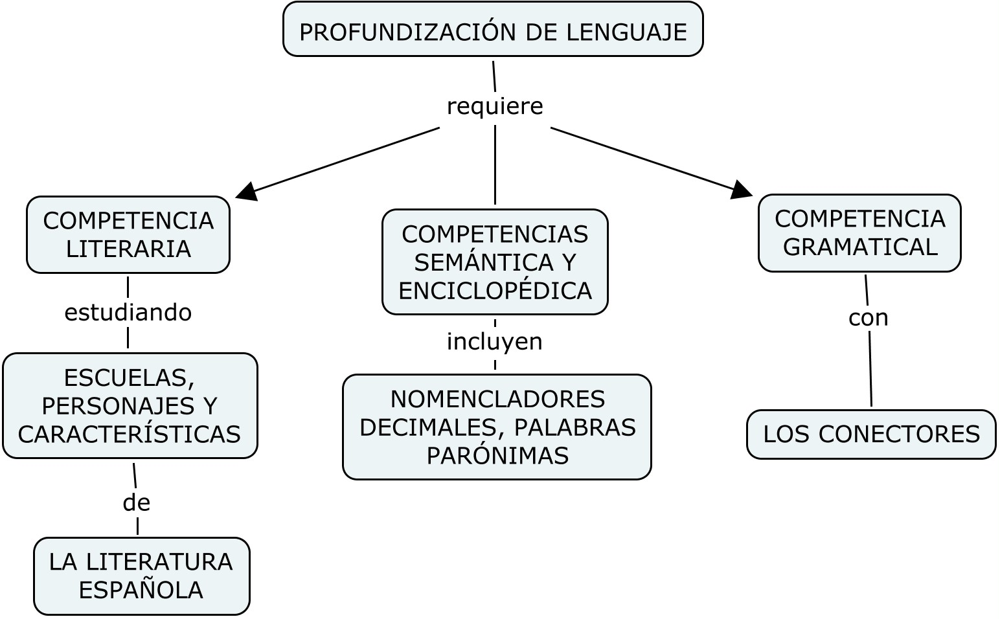 PROFUNDIZACIÓN DE LENGUAJE
requiere
COMPETENCIA
LITERARIA
estudiando
ESCUELAS,
PERSONAJES Y
CARACTERÍSTICAS
de
LA LITERATURA
ESPAÑOLA
COMPETENCIAS
SEMÁNTICA Y
ENCICLOPÉDICA
incluyen
NOMENCLADORES
DECIMALES, PALABRAS
PARÓNIMAS
COMPETENCIA
GRAMATICAL
con
LOS CONECTORES